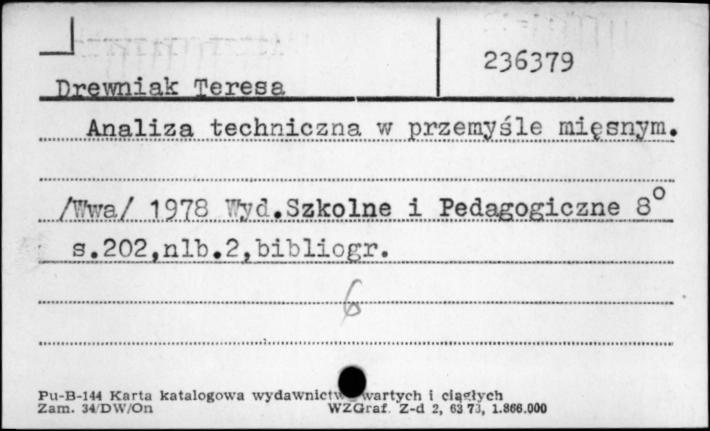 236379
Drewniak Teresa
Analiza techniczna w przemyśle mięsnym.
/Wwa/ 1978 Wyd.Szkolne i Pedagogiczne 8°
s.202,nlb.2,bibliogr.
6
Pu-B-144 Karta katalogowa wydawnictw zwartych i ciągłych
Zam. 34/DW/On WZGraf. Z-d 2, 63 73, 1.866.000